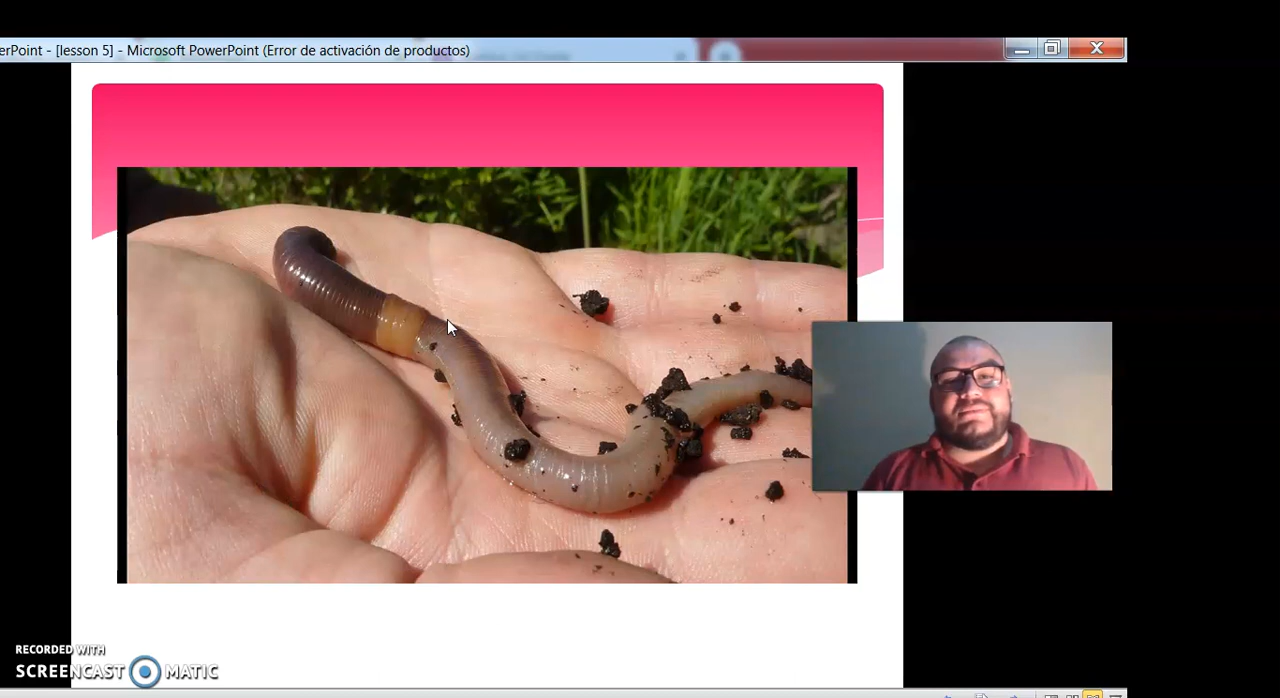 erPoint - [lesson 5] - Microsoft PowerPoint (Error de activación de productos)
RECORDED WITH
SCREENCAST MATIC